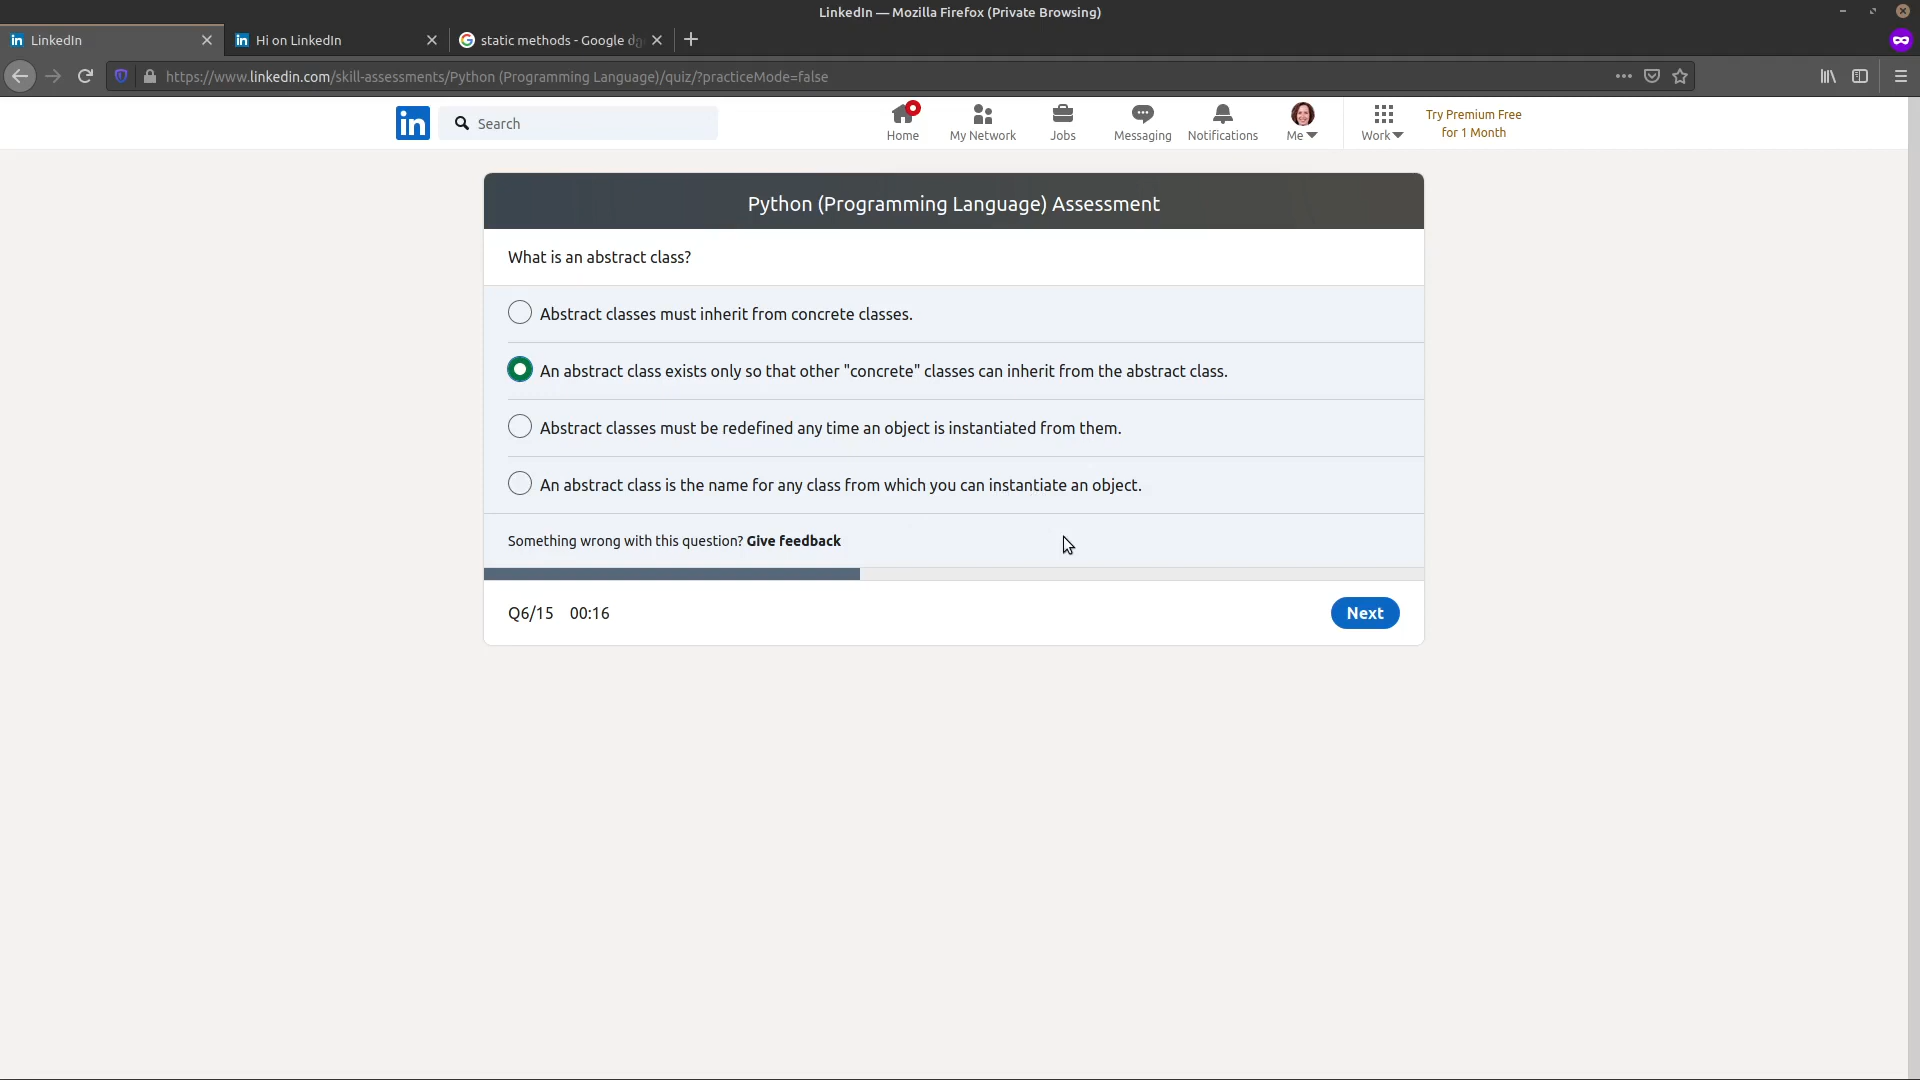 LinkedIn — Mozilla Firefox (Private Browsing)
LinkedIn
Hi on LinkedIn
static methods - Google
https://www.linkedin.com/skill-assessments/Python (Programming Language)/quiz/?practiceMode=false
in
Search
Home
My Network
Jobs
Messaging
Notifications
Me
Work
Try Premium Free
for 1 Month
Python (Programming Language) Assessment
What is an abstract class?
Abstract classes must inherit from concrete classes.
An abstract class exists only so that other "concrete" classes can inherit from the abstract class.
Abstract classes must be redefined any time an object is instantiated from them.
An abstract class is the name for any class from which you can instantiate an object.
Something wrong with this question? Give feedback
Q6/15 00:16
Next